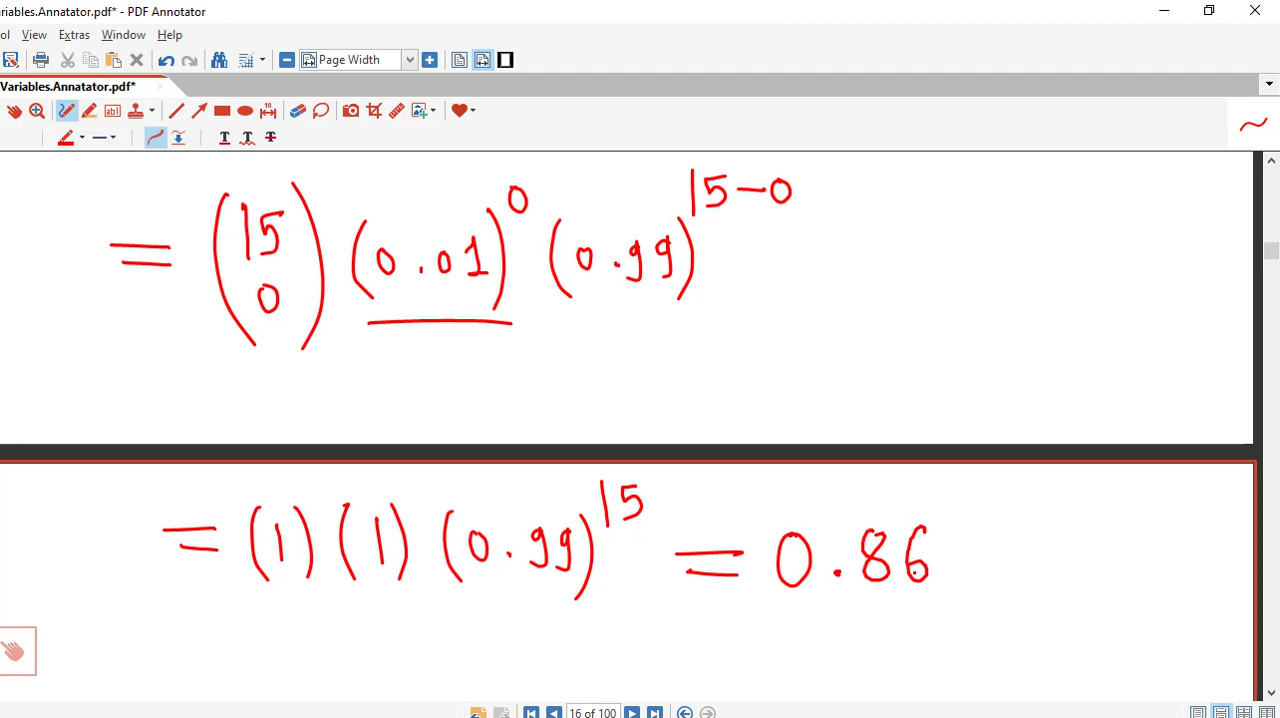 ariables.Annatator.pdf* - PDF Annotator
ol View Extras Window Help
Page Width
Variables.Annatator.pdf*
= (15 0) (0.01)^0 (0.99)^15-0
= (1) (1) (0.99)^15 = 0.86
16 of 100